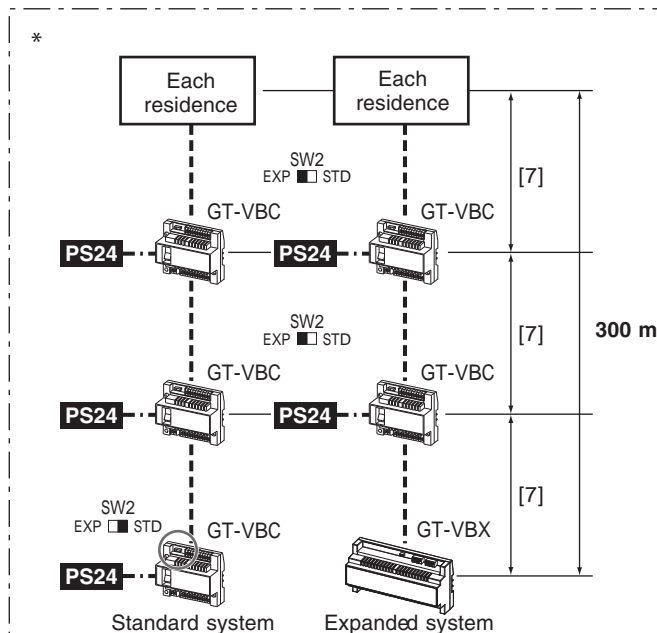 *
Each
residence
Each
residence
SW2
EXP STD
[7]
GT-VBC
GT-VBC
PS24
PS24
SW2
EXP STD
[7]
300 m
GT-VBC
GT-VBC
PS24
PS24
SW2
EXP STD
[7]
GT-VBC
GT-VBX
PS24
Standard system
Expanded system